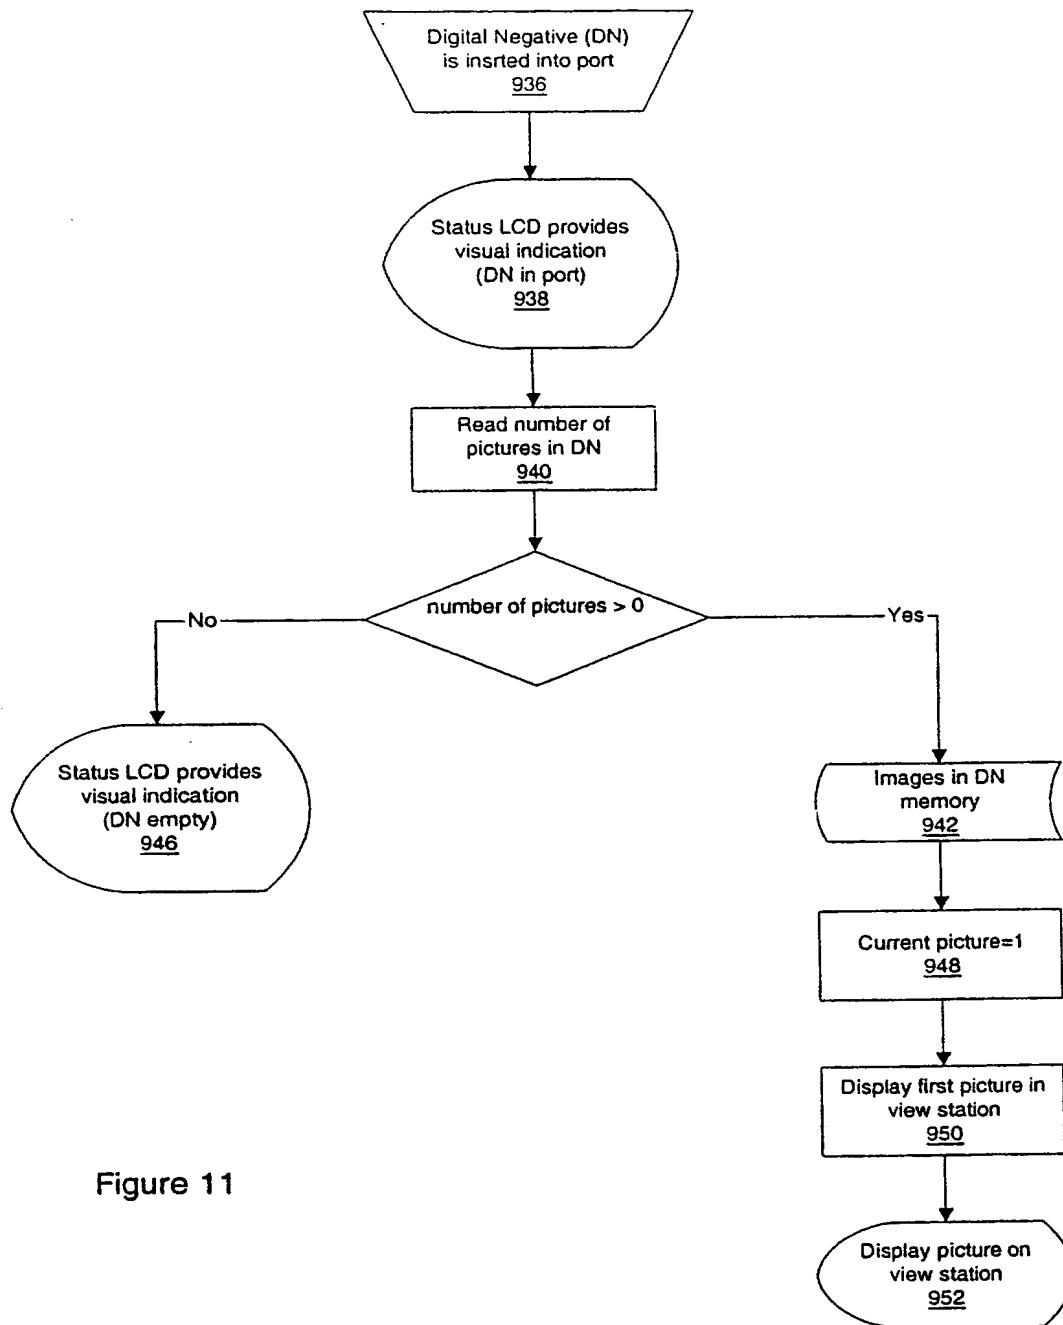 Digital Negative (DN)
is insrted into port
936
Status LCD provides
visual indication
(DN in port)
938
Read number of
pictures in DN
940
number of pictures > 0
No
Yes
Status LCD provides
visual indication
(DN empty)
946
Images in DN
memory
942
Current picture=1
948
Display first picture in
view station
950
Display picture on
view station
952
Figure 11